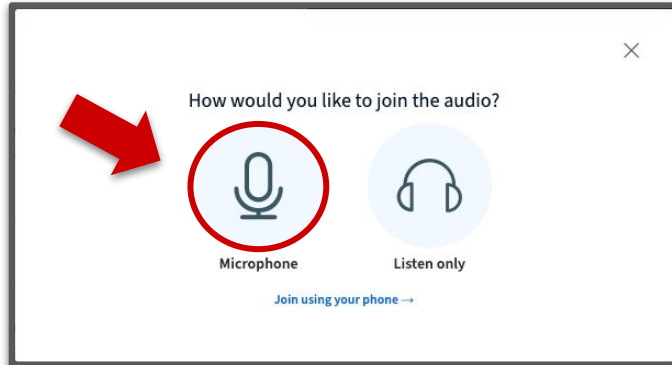 How would you like to join the audio?
Microphone Listen only
Join using your phone →